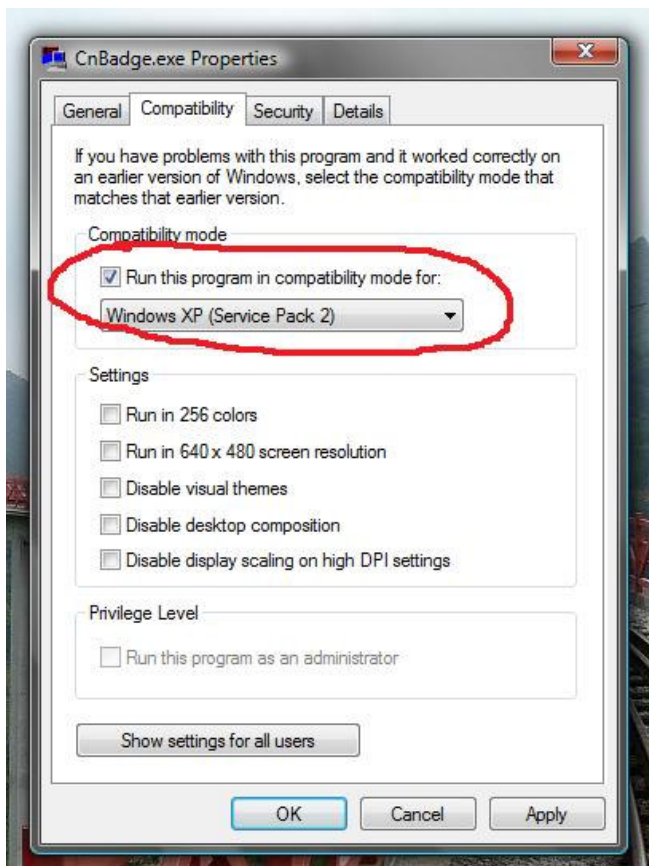 CnBadge.exe Properties
General Compatibility Security Details
If you have problems with this program and it worked correctly on
an earlier version of Windows, select the compatibility mode that
matches that earlier version.
Compatibility mode
Run this program in compatibility mode for:
Windows XP (Service Pack 2)
Settings
Run in 256 colors
Run in 640 x 480 screen resolution
Disable visual themes
Disable desktop composition
Disable display scaling on high DPI settings
Privilege Level
Run this program as an administrator
Show settings for all users
OK Cancel Apply